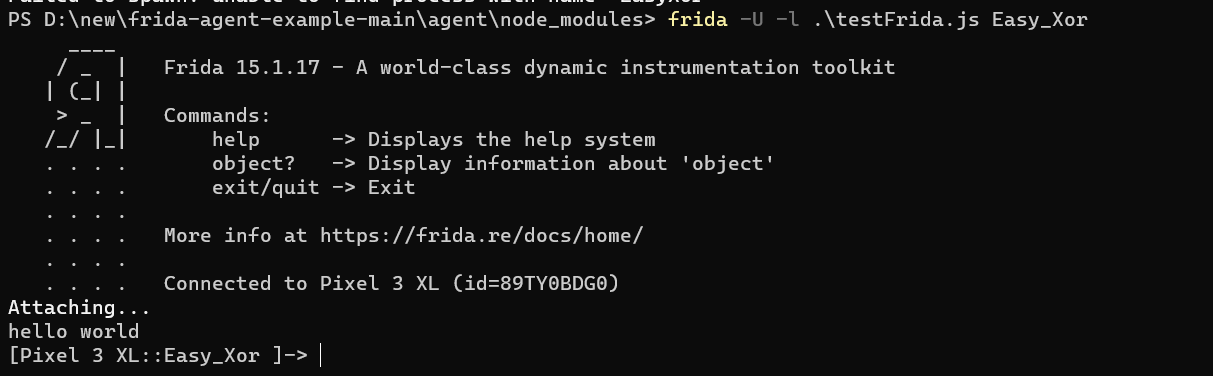 PS D:\new\frida-agent-example-main\agent\node_modules> frida -U -l .\testFrida.js Easy_Xor
     ____
    / _  |   Frida 15.1.17 - A world-class dynamic instrumentation toolkit
   | (_| |
    > _  |   Commands:
   /_/ |_|       help      -> Displays the help system
   . . . .       object?   -> Display information about 'object'
   . . . .       exit/quit -> Exit
   . . . .
   . . . .   More info at https://frida.re/docs/home/
   . . . .
   . . . .   Connected to Pixel 3 XL (id=89TY0BDG0)
Attaching...
hello world
[Pixel 3 XL::Easy_Xor ]->